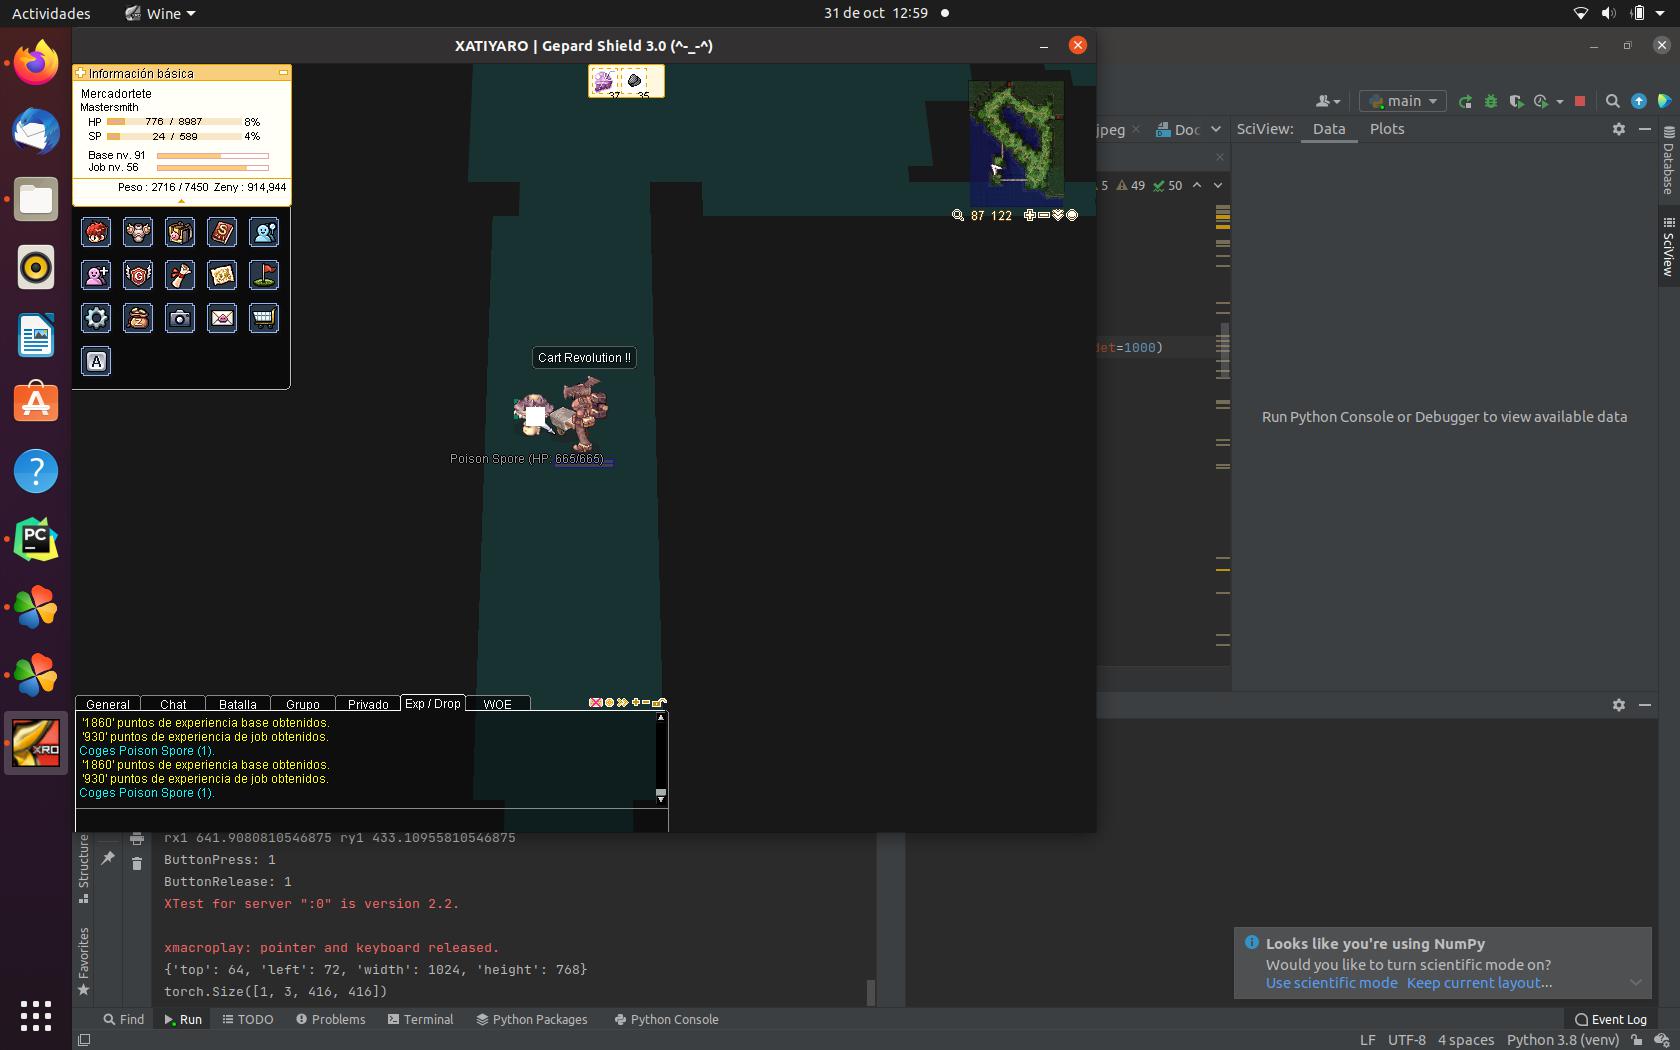 Actividades
Wine
31 de oct 12:59
XATIYARO | Gepard Shield 3.0 (^-_-^)
Información básica
Mercadortete
Mastersmith
HP 776 / 8987 8%
SP 24 / 589 4%
Base nv. 91
Job nv. 56
Peso : 2716 / 7450 Zeny : 914,944
37 35
87 122
main
jpeg
Doc
SciView: Data Plots
5 49 50
det=1000)
Run Python Console or Debugger to view available data
Database
SciView
Cart Revolution !!
Poison Spore (HP: 665/665)
General Chat Batalla Grupo Privado Exp / Drop WOE
'1860' puntos de experiencia base obtenidos.
'930' puntos de experiencia de job obtenidos.
Coges Poison Spore (1).
'1860' puntos de experiencia base obtenidos.
'930' puntos de experiencia de job obtenidos.
Coges Poison Spore (1).
rx1 641.9080810546875 ry1 433.10955810546875
ButtonPress: 1
ButtonRelease: 1
XTest for server ":0" is version 2.2.
xmacroplay: pointer and keyboard released.
{'top': 64, 'left': 72, 'width': 1024, 'height': 768}
torch.Size([1, 3, 416, 416])
Structure
Favorites
Looks like you're using NumPy
Would you like to turn scientific mode on?
Use scientific mode Keep current layout...
Find Run TODO Problems Terminal Python Packages Python Console
Event Log
LF UTF-8 4 spaces Python 3.8 (venv)
PC
XRO
A